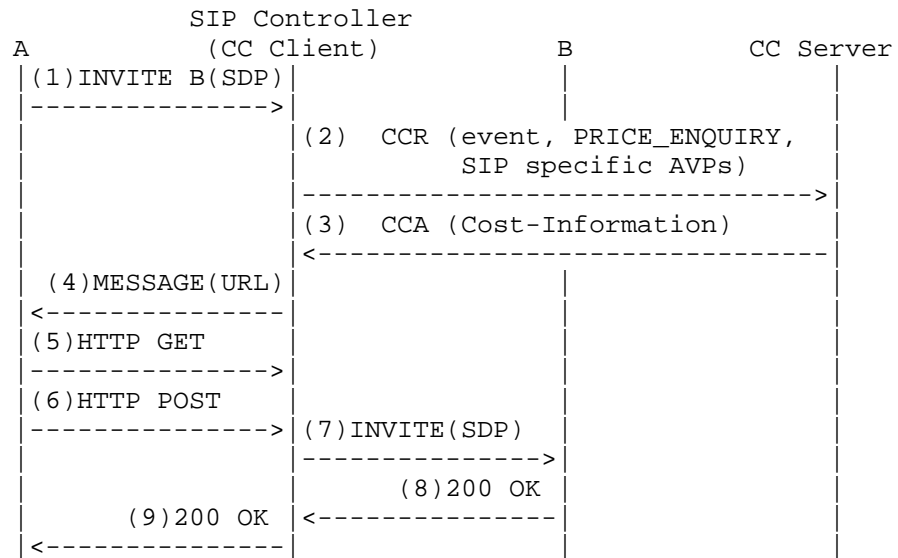 SIP Controller
A (CC Client) B CC Server
(1)INVITE B(SDP)
(2) CCR (event, PRICE_ENQUIRY,
SIP specific AVPs)
(3) CCA (Cost-Information)
(4)MESSAGE(URL)
(5)HTTP GET
(6)HTTP POST
(7)INVITE(SDP)
(8)200 OK
(9)200 OK